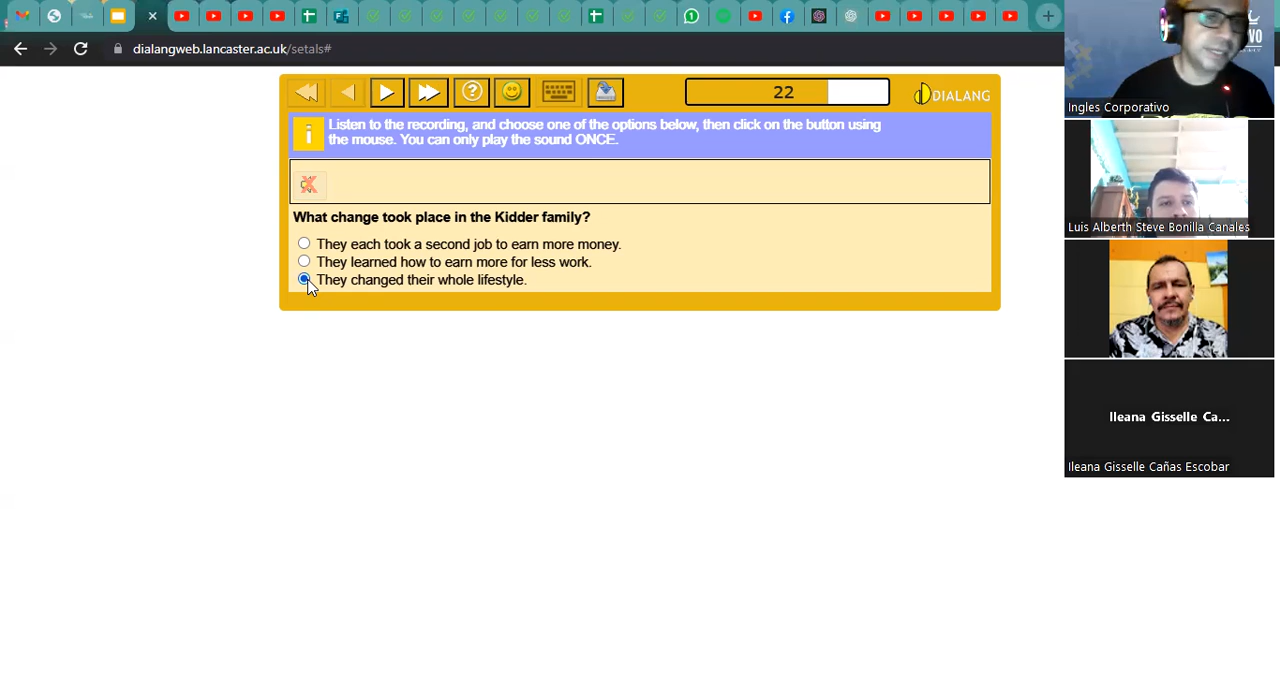 dialangweb.lancaster.ac.uk/setals#
22
DIALANG
Listen to the recording, and choose one of the options below, then click on the button using
the mouse. You can only play the sound ONCE.
What change took place in the Kidder family?
They each took a second job to earn more money.
They learned how to earn more for less work.
They changed their whole lifestyle.
Ingles Corporativo
Luis Alberth Steve Bonilla Canales
Ileana Gisselle Ca...
Ileana Gisselle Cañas Escobar